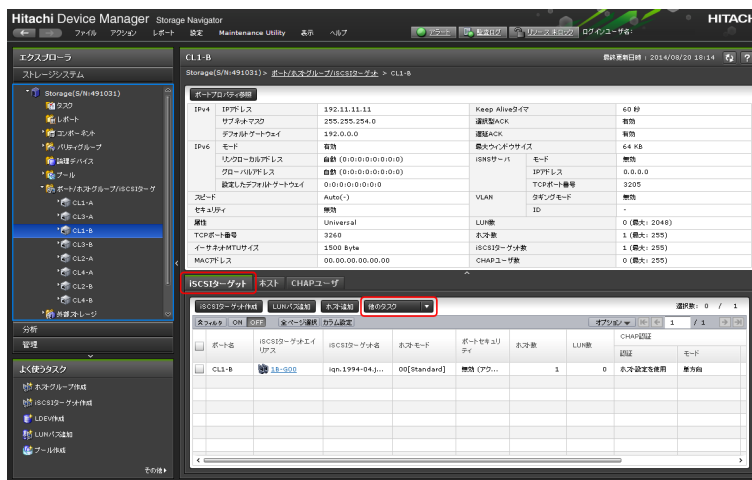 Hitachi Device Manager Storage Navigator
HITACH
ファイル アクション レポート 設定 Maintenance Utility 表示 ヘルプ
アラート 監査ログ リソースロック ログインユーザ:
エクスプローラ
ストレージシステム
Storage(S/N:491031)
タスク
レポート
コンポーネント
パリティグループ
論理デバイス
プール
ポート/ホストグループ/iSCSIターゲ
CL1-A
CL3-A
CL1-B
CL3-B
CL2-A
CL4-A
CL2-B
CL4-B
外部ストレージ
分析
管理
よく使うタスク
ホストグループ作成
iSCSIターゲット作成
LDEV作成
LUNパス追加
プール作成
その他
CL1-B
最終更新日時 : 2014/08/20 18:14
Storage(S/N:491031) > ポート/ホストグループ/iSCSIターゲット > CL1-B
ポートプロパティ参照
IPv4 IPアドレス 192.11.11.11 Keep Aliveタイマ 60 秒
サブネットマスク 255.255.254.0 選択型ACK 有効
デフォルトゲートウェイ 192.0.0.0 遅延ACK 有効
IPv6 モード 有効 最大ウィンドウサイズ 64 KB
リンクローカルアドレス 自動 (0:0:0:0:0:0:0:0) iSNSサーバ モード 無効
グローバルアドレス 自動 (0:0:0:0:0:0:0:0) IPアドレス 0.0.0.0
設定したデフォルトゲートウェイ 0:0:0:0:0:0:0:0 TCPポート番号 3205
スピード Auto(-) VLAN タギングモード 無効
セキュリティ 無効 ID -
属性 Universal LUN数 0 (最大: 2048)
TCPポート番号 3260 ホスト数 1 (最大: 255)
イーサネットMTUサイズ 1500 Byte iSCSIターゲット数 1 (最大: 255)
MACアドレス 00.00.00.00.00.00 CHAPユーザ数 0 (最大: 255)
iSCSIターゲット ホスト CHAPユーザ
iSCSIターゲット作成 LUNパス追加 ホスト追加 他のタスク 選択数: 0 / 1
フィルタ ON OFF 全ページ選択 カラム設定 オプション 1 / 1
ポート名 iSCSIターゲットエイリアス iSCSIターゲット名 ホストモード ポートセキュリティ ホスト数 LUN数 CHAP認証
認証 モード
CL1-B 1B-G00 iqn.1994-04.j... 00[Standard] 無効 (アク... 1 0 ホスト設定を使用 単方向